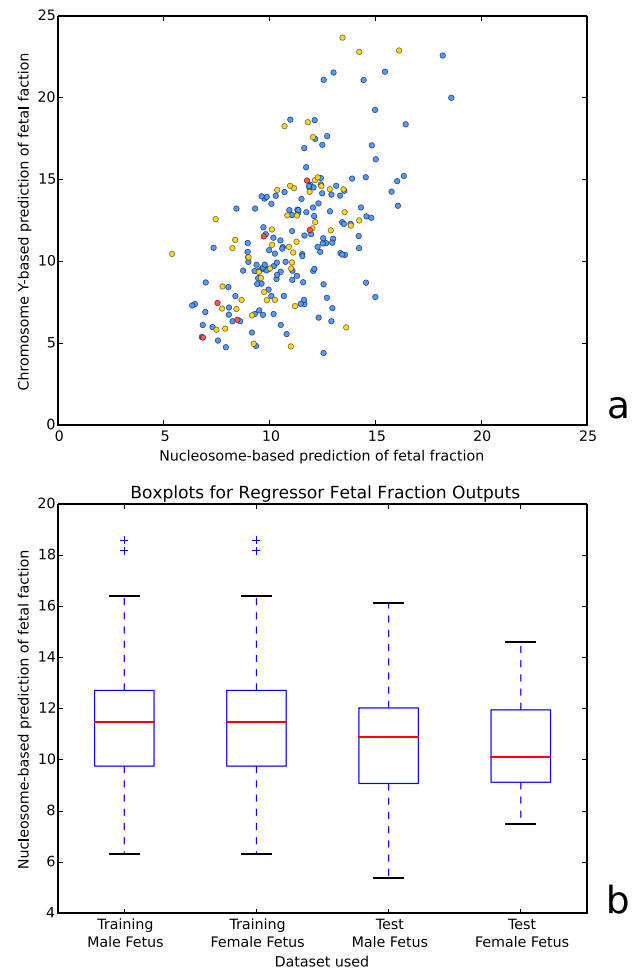 25
20
15
10
5
0
0 5 10 15 20 25
Chromosome Y-based prediction of fetal fraction
Nucleosome-based prediction of fetal fraction
a
Boxplots for Regressor Fetal Fraction Outputs
20
18
16
14
12
10
8
6
4
Nucleosome-based prediction of fetal faction
Training Training Test Test
Male Fetus Female Fetus Male Fetus Female Fetus
Dataset used
b